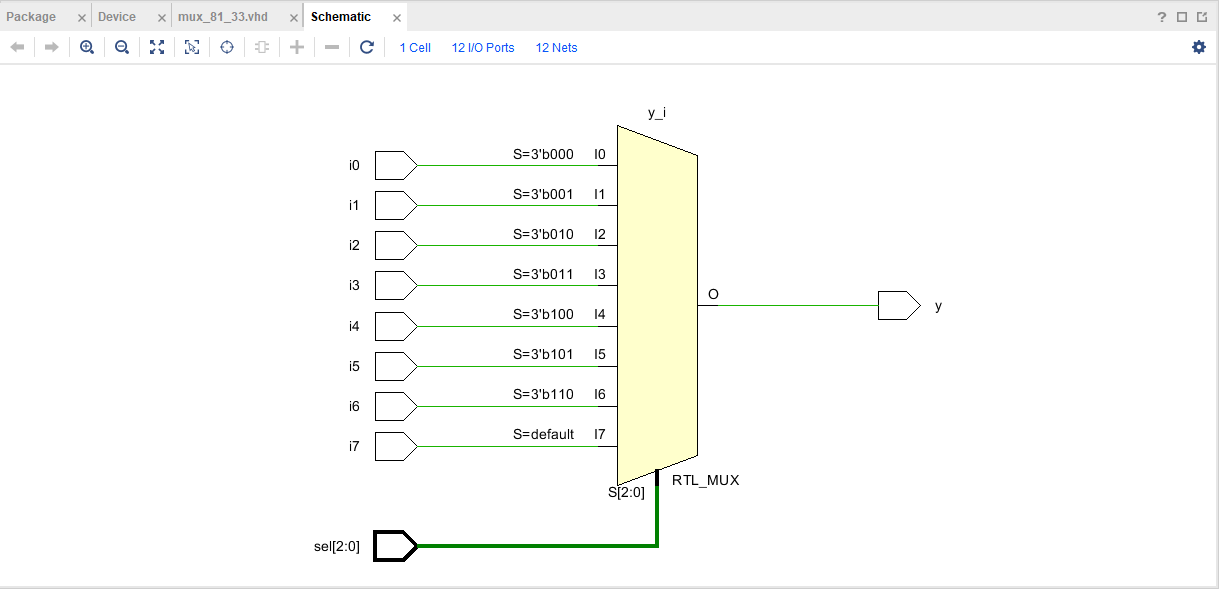 Package
Device
mux_81_33.vhd
Schematic
?
1 Cell
12 I/O Ports
12 Nets
y_i
i0 S=3'b000 I0
i1 S=3'b001 I1
i2 S=3'b010 I2
i3 S=3'b011 I3
O y
i4 S=3'b100 I4
i5 S=3'b101 I5
i6 S=3'b110 I6
i7 S=default I7
RTL_MUX
S[2:0]
sel[2:0]